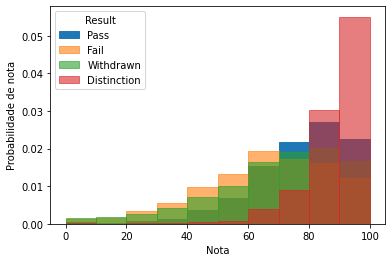 Result
Pass
Fail
Withdrawn
Distinction
Probabilidade de nota
0.05
0.04
0.03
0.02
0.01
0.00
0 20 40 60 80 100
Nota